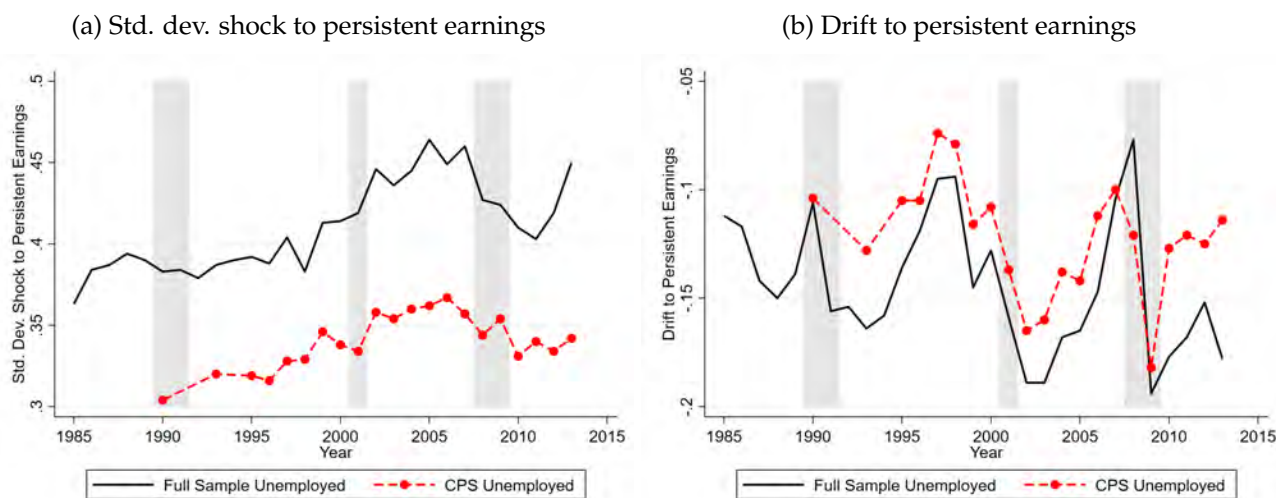 (a) Std. dev. shock to persistent earnings
Std. Dev. Shock to Persistent Earnings
.5
.45
.4
.35
.3
1985 1990 1995 2000 2005 2010 2015
Year
Full Sample Unemployed CPS Unemployed
(b) Drift to persistent earnings
Drift to Persistent Earnings
-.05
-.1
-.15
-.2
1985 1990 1995 2000 2005 2010 2015
Year
Full Sample Unemployed CPS Unemployed